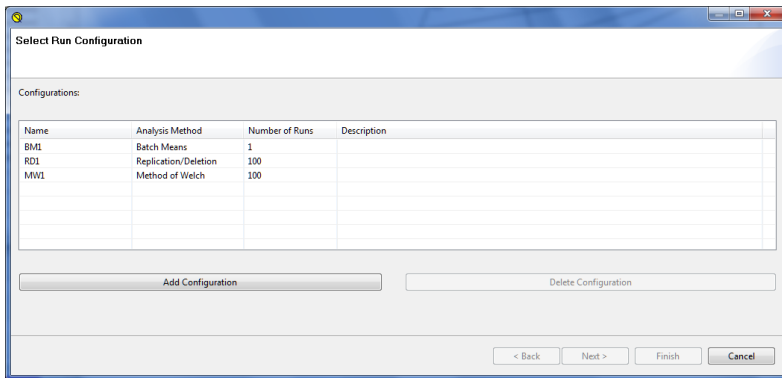 Select Run Configuration
Configurations:
Name Analysis Method Number of Runs Description
BM1 Batch Means 1
RD1 Replication/Deletion 100
MW1 Method of Welch 100
Add Configuration Delete Configuration
< Back Next > Finish Cancel